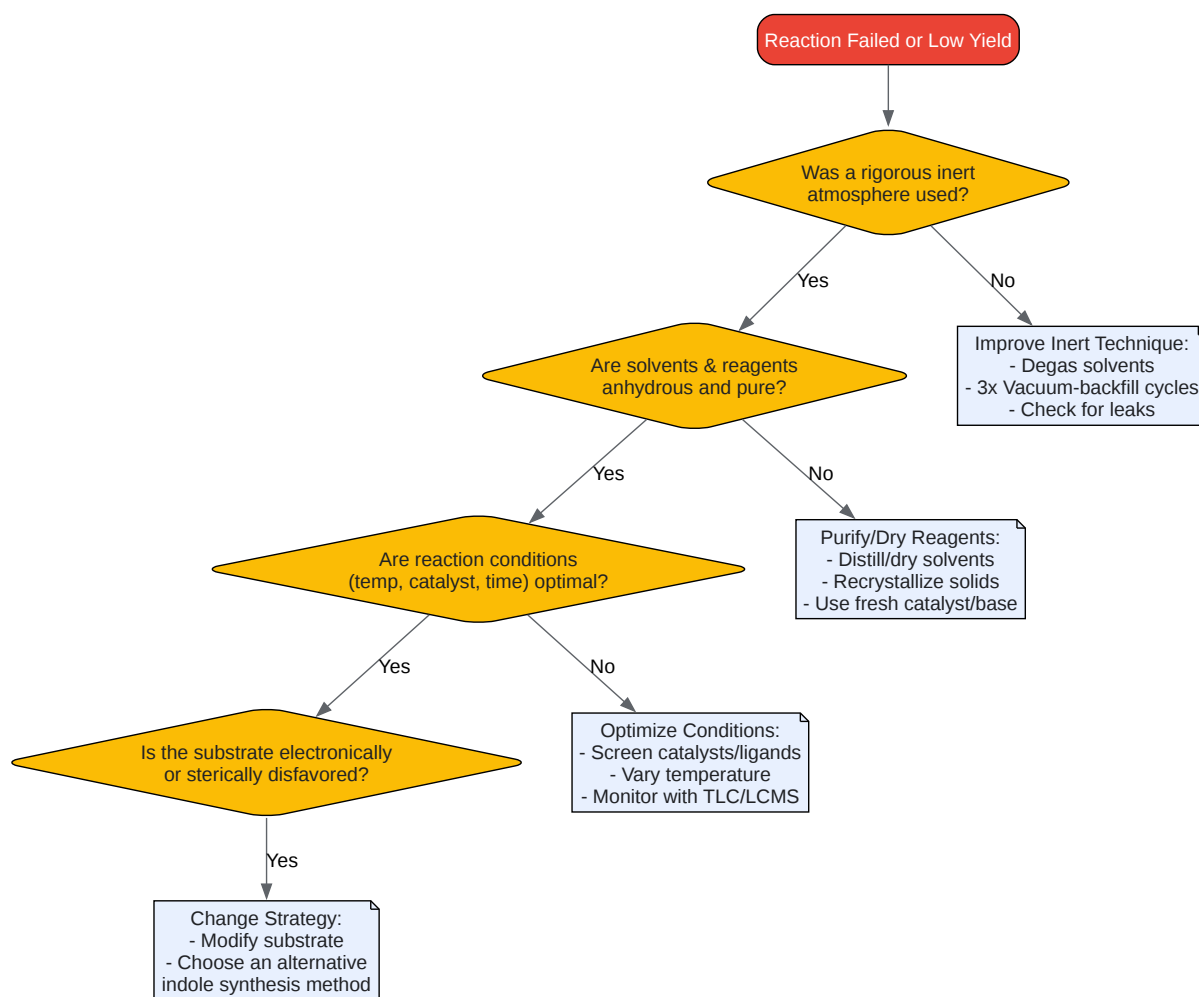 Reaction Failed or Low Yield
Was a rigorous inert
atmosphere used?
Yes
No
Improve Inert Technique:
- Degas solvents
- 3x Vacuum-backfill cycles
- Check for leaks
Are solvents & reagents
anhydrous and pure?
Yes
No
Purify/Dry Reagents:
- Distill/dry solvents
- Recrystallize solids
- Use fresh catalyst/base
Are reaction conditions
(temp, catalyst, time) optimal?
Yes
No
Optimize Conditions:
- Screen catalysts/ligands
- Vary temperature
- Monitor with TLC/LCMS
Is the substrate electronically
or sterically disfavored?
Yes
Change Strategy:
- Modify substrate
- Choose an alternative
indole synthesis method